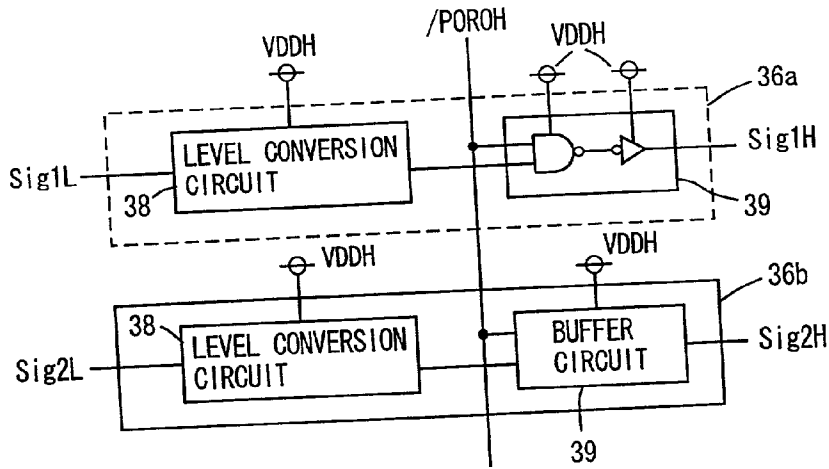 /POROH
VDDH
VDDH
36a
LEVEL CONVERSION
CIRCUIT
Sig1L
38
Sig1H
39
VDDH
VDDH
36b
38
LEVEL CONVERSION
CIRCUIT
BUFFER
CIRCUIT
Sig2L
Sig2H
39